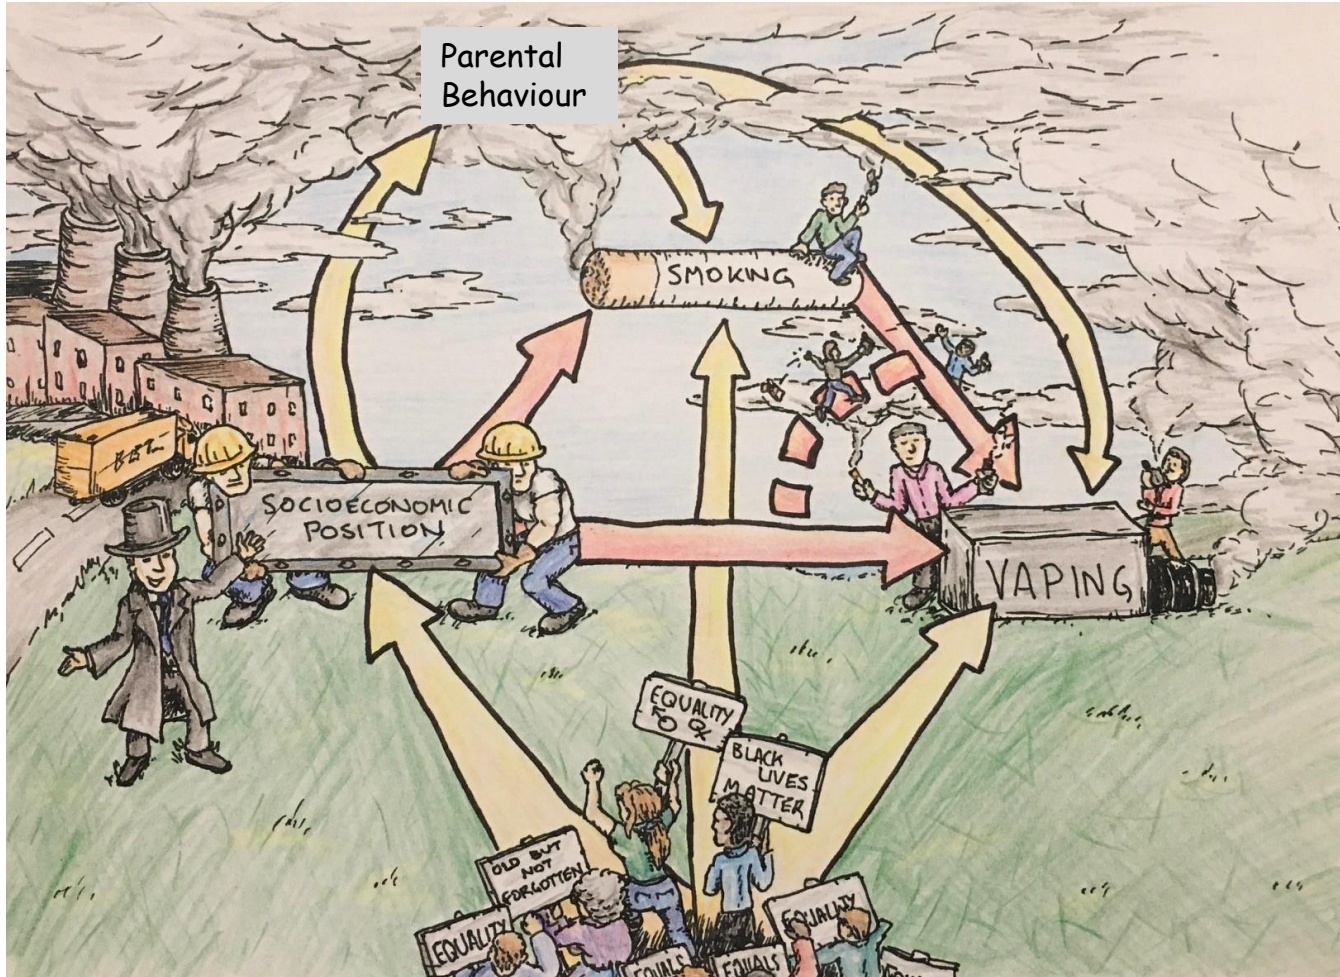 Parental
Behaviour
SMOKING
SOCIOECONOMIC
POSITION
VAPING
EQUALITY
BLACK
LIVES
MATTER
OLD BUT
NOT
FORGOTTEN
EQUALITY
EQUALITY
EQUALS
EQUALS